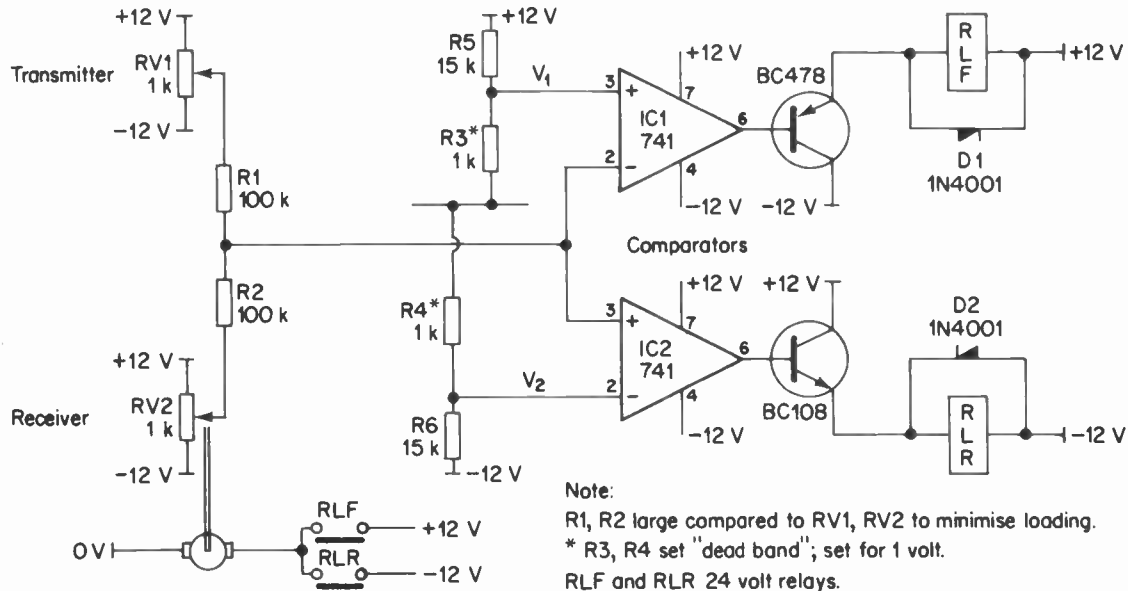 +12 V
RV1
1 k
Transmitter
-12 V
R1
100 k
R2
100 k
+12 V
RV2
1 k
Receiver
-12 V
0 V
RLF
+12 V
RLR
-12 V
+12 V
R5
15 k
V1
R3*
1 k
R4*
1 k
V2
R6
15 k
-12 V
+12 V
3
+
7
IC1
741
6
2
-
4
-12 V
BC478
-12 V
R
L
F
+12 V
D1
1N4001
Comparators
+12 V
3
+
7
IC2
741
6
2
-
4
-12 V
+12 V
BC108
D2
1N4001
R
L
R
-12 V
Note:
R1, R2 large compared to RV1, RV2 to minimise loading.
* R3, R4 set "dead band"; set for 1 volt.
RLF and RLR 24 volt relays.